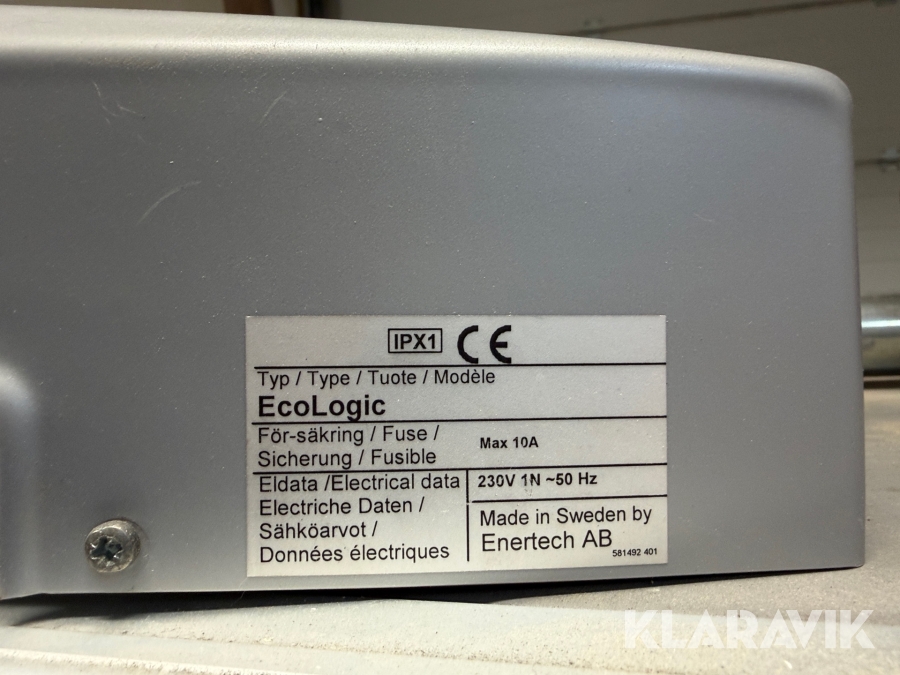 IPX1 CE
Typ / Type / Tuote / Modèle
EcoLogic
För-säkring / Fuse /
Sicherung / Fusible
Max 10A
Eldata /Electrical data
Electriche Daten /
Sähköarvot /
Données électriques
230V 1N ~50 Hz
Made in Sweden by
Enertech AB
581492 401
KLARAVIK